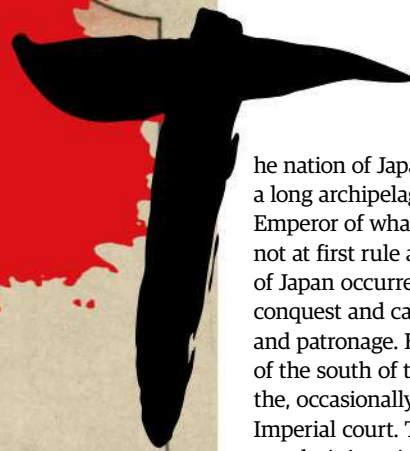 The nation of Japa
a long archipelag
Emperor of wha
not at first rule a
of Japan occurre
conquest and ca
and patronage. 
of the south of t
the, occasionally
Imperial court. T